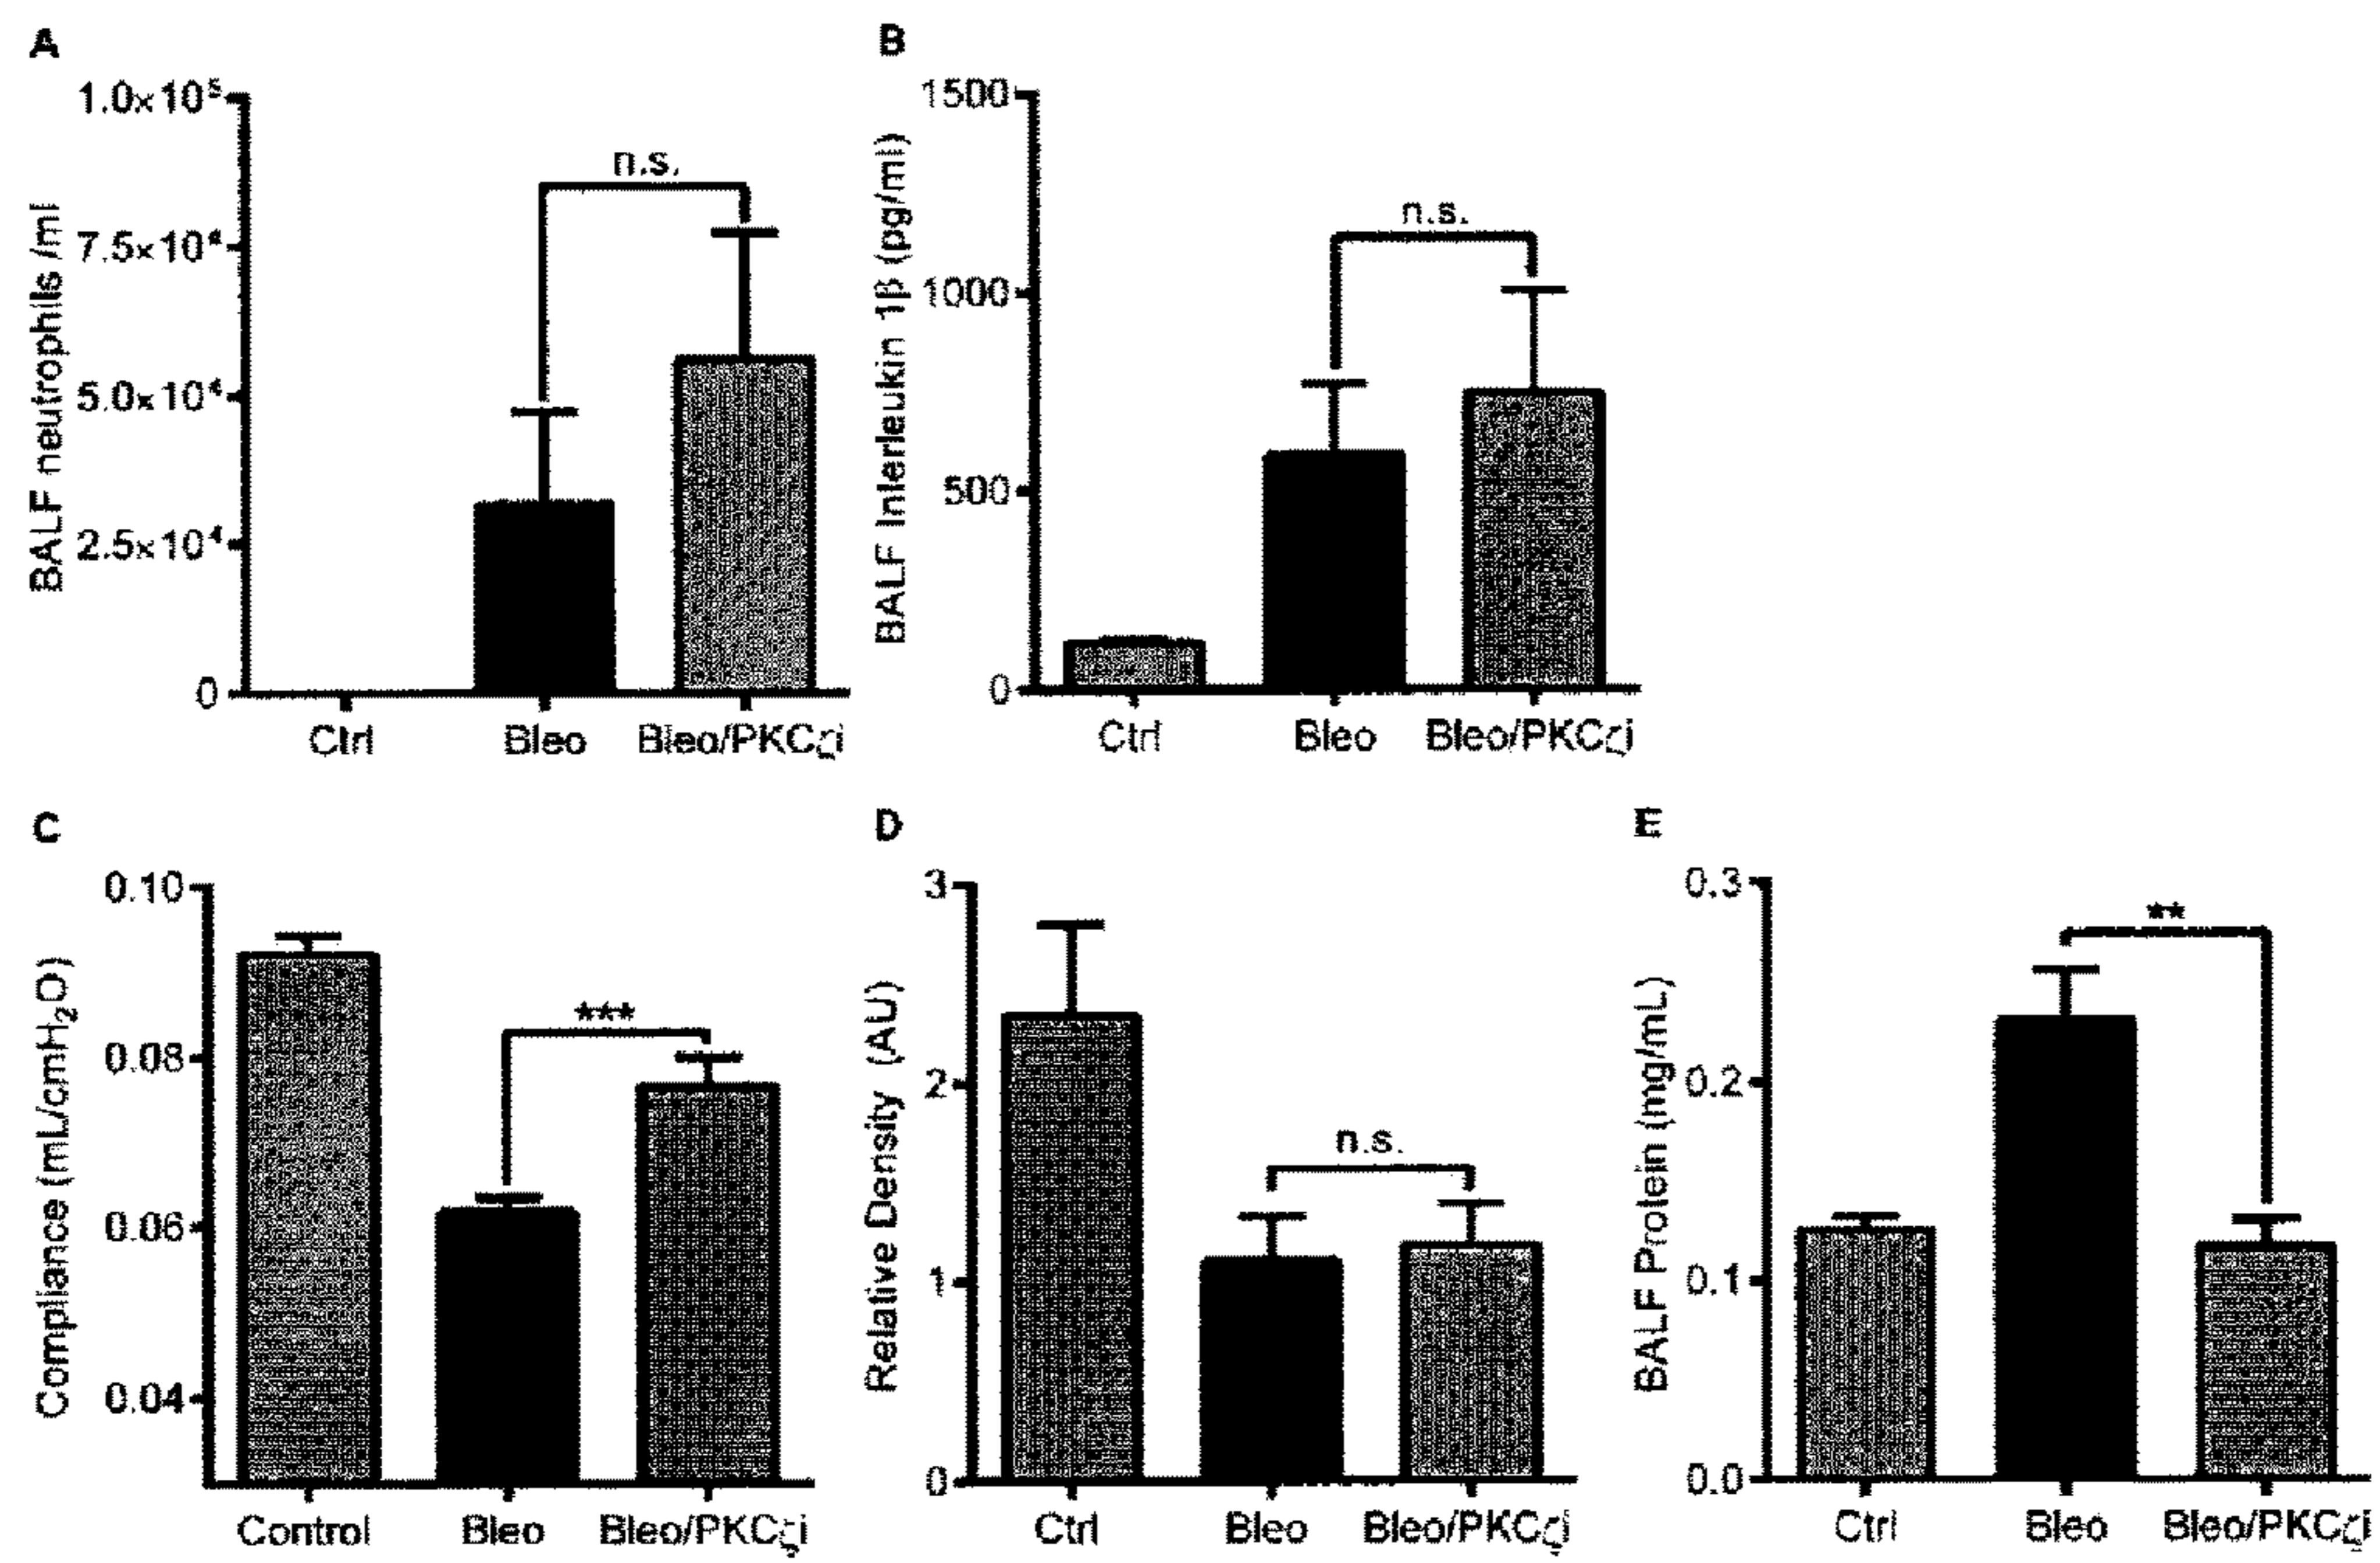 A
BALF neutrophils /ml
1.0×10⁵
7.5×10⁴
5.0×10⁴
2.5×10⁴
0
n.s.
Ctrl Bleo Bleo/PKCζi
B
BALF Interleukin 1β (pg/ml)
1500
1000
500
0
n.s.
Ctrl Bleo Bleo/PKCζi
C
Compliance (mL/cmH₂O)
0.10
0.08
0.06
0.04
***
Control Bleo Bleo/PKCζi
D
Relative Density (AU)
3
2
1
0
n.s.
Ctrl Bleo Bleo/PKCζi
E
BALF Protein (mg/mL)
0.3
0.2
0.1
0.0
**
Ctrl Bleo Bleo/PKCζi